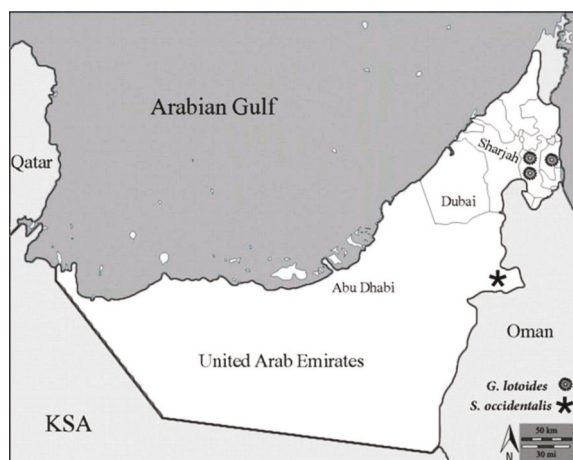 Arabian Gulf
Qatar
Sharjah
Dubai
Abu Dhabi
United Arab Emirates
Oman
KSA
G. lotoides
S. occidentalis
N
50 km
30 mi